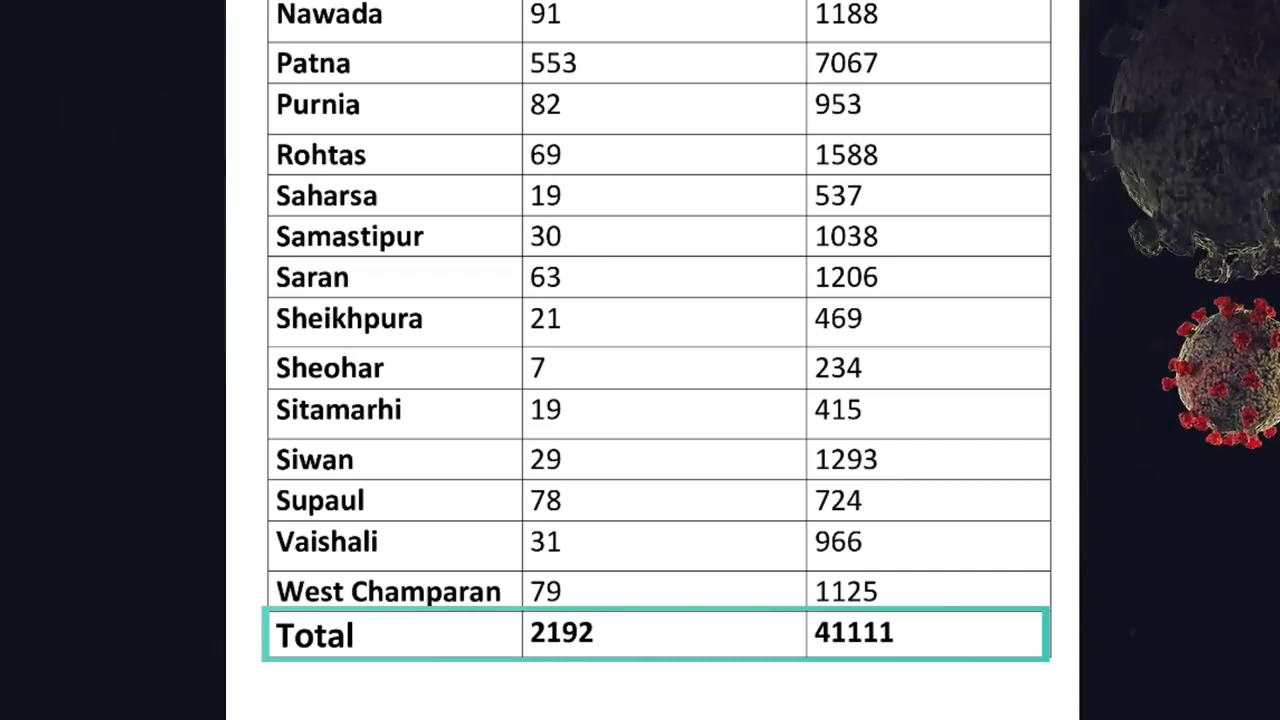 Nawada 91 1188
Patna 553 7067
Purnia 82 953
Rohtas 69 1588
Saharsa 19 537
Samastipur 30 1038
Saran 63 1206
Sheikhpura 21 469
Sheohar 7 234
Sitamarhi 19 415
Siwan 29 1293
Supaul 78 724
Vaishali 31 966
West Champaran 79 1125
Total 2192 41111